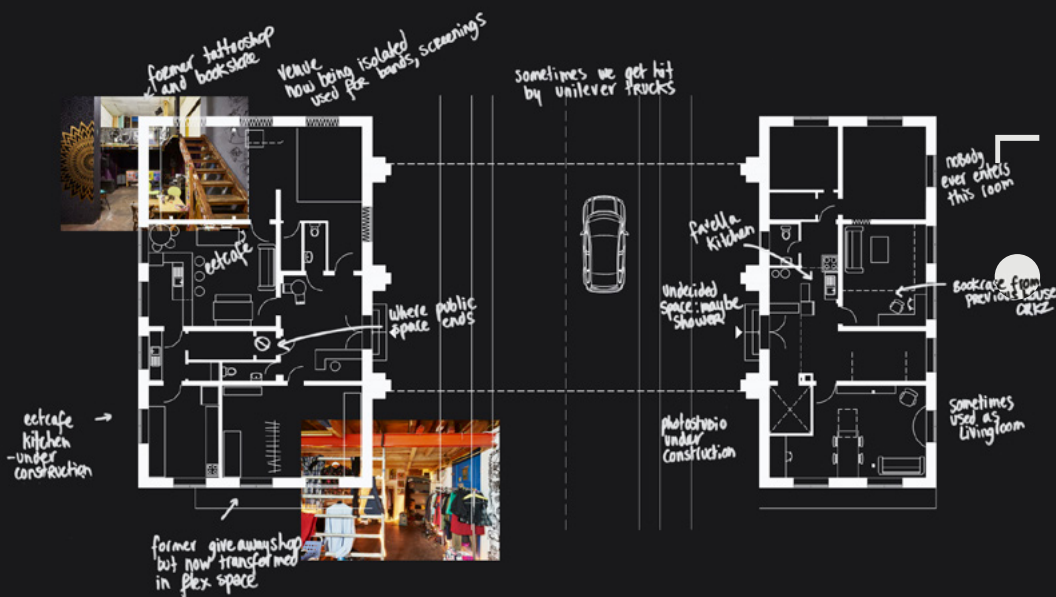 former tattooshop
and bookstore
venue
now being isolated
used for bands, screenings
sometimes we get hit
by unilever trucks
nobody
ever enters
this room
favella
kitchen
eetcafe
where public
space ends
undecided
space: maybe
shower
Bookcase from
previous house
eetcafe
kitchen
-under
construction
photostudio
under
construction
sometimes
used as
Livingroom
former giveawayshop
but now transformed
in flex space